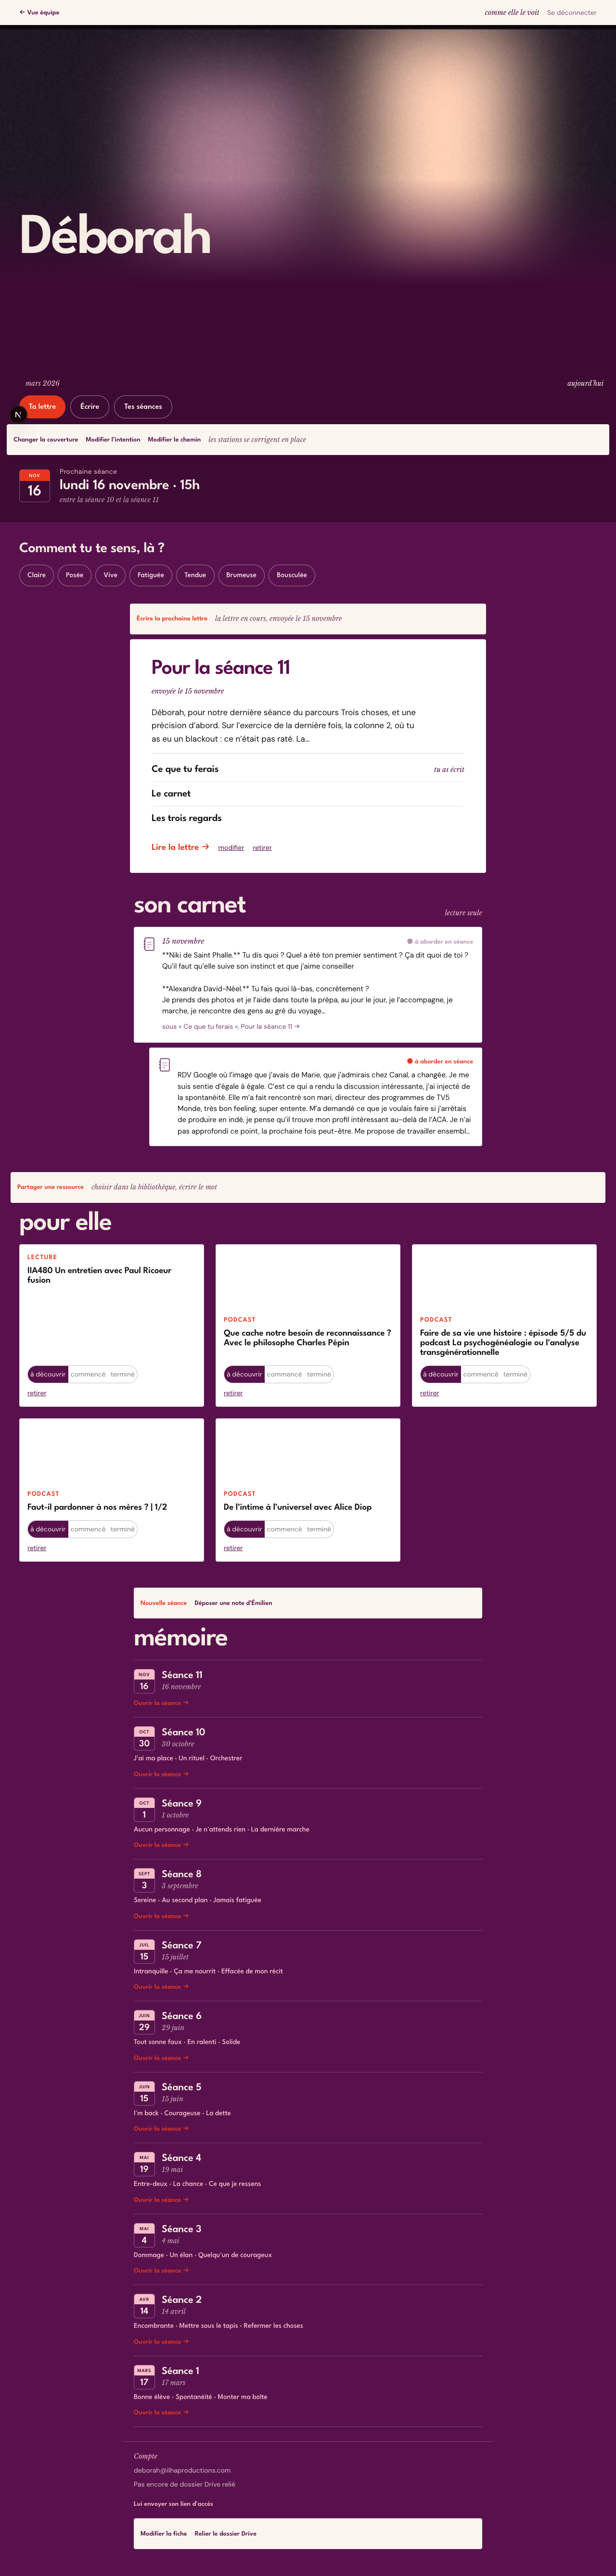 ← Vue équipe
comme elle le voit Se déconnecter
Déborah
mars 2026 aujourd'hui
Ta lettre Écrire Tes séances
N
Changer la couverture Modifier l'intention Modifier le chemin les stations se corrigent en place
NOV
16
Prochaine séance
lundi 16 novembre · 15h
entre la séance 10 et la séance 11
Comment tu te sens, là ?
Claire Posée Vive Fatiguée Tendue Brumeuse Bousculée
Écrire la prochaine lettre la lettre en cours, envoyée le 15 novembre
Pour la séance 11
envoyée le 15 novembre
Déborah, pour notre dernière séance du parcours Trois choses, et une
précision d'abord. Sur l'exercice de la dernière fois, la colonne 2, où tu
as eu un blackout : ce n'était pas raté. La...
Ce que tu ferais tu as écrit
Le carnet
Les trois regards
Lire la lettre → modifier retirer
son carnet lecture seule
15 novembre à aborder en séance
**Niki de Saint Phalle.** Tu dis quoi ? Quel a été ton premier sentiment ? Ça dit quoi de toi ?
Qu'il faut qu'elle suive son instinct et que j'aime conseiller
**Alexandra David-Néel.** Tu fais quoi là-bas, concrètement ?
Je prends des photos et je l'aide dans toute la prépa, au jour le jour, je l'accompagne, je
marche, je rencontre des gens au gré du voyage...
sous « Ce que tu ferais », Pour la séance 11 →
à aborder en séance
RDV Google où l'image que j'avais de Marie, que j'admirais chez Canal, a changée. Je me
suis sentie d'égale à égale. C'est ce qui a rendu la discussion intéressante, j'ai injecté de
la spontanéité. Elle m'a fait rencontré son mari, directeur des programmes de TV5
Monde, très bon feeling, super entente. M'a demandé ce que je voulais faire si j'arrêtais
de produire en indé, je pense qu'il trouve mon profil intéressant au-delà de l'ACA. Je n'ai
pas approfondi ce point, la prochaine fois peut-être. Me propose de travailler ensembl...
Partager une ressource choisir dans la bibliothèque, écrire le mot
pour elle
LECTURE
IIA480 Un entretien avec Paul Ricoeur
fusion
à découvrir commencé terminé
retirer
PODCAST
Que cache notre besoin de reconnaissance ?
Avec le philosophe Charles Pépin
à découvrir commencé terminé
retirer
PODCAST
Faire de sa vie une histoire : épisode 5/5 du
podcast La psychogénéalogie ou l'analyse
transgénérationnelle
à découvrir commencé terminé
retirer
PODCAST
Faut-il pardonner à nos mères ? | 1/2
à découvrir commencé terminé
retirer
PODCAST
De l'intime à l'universel avec Alice Diop
à découvrir commencé terminé
retirer
Nouvelle séance Déposer une note d'Émilien
mémoire
NOV
16
Séance 11
16 novembre
Ouvrir la séance →
OCT
30
Séance 10
30 octobre
J'ai ma place · Un rituel · Orchestrer
Ouvrir la séance →
OCT
1
Séance 9
1 octobre
Aucun personnage · Je n'attends rien · La dernière marche
Ouvrir la séance →
SEPT
3
Séance 8
3 septembre
Sereine · Au second plan · Jamais fatiguée
Ouvrir la séance →
JUIL
15
Séance 7
15 juillet
Intranquille · Ça me nourrit · Effacée de mon récit
Ouvrir la séance →
JUIN
29
Séance 6
29 juin
Tout sonne faux · En ralenti · Solide
Ouvrir la séance →
JUIN
15
Séance 5
15 juin
I'm back · Courageuse · La dette
Ouvrir la séance →
MAI
19
Séance 4
19 mai
Entre-deux · La chance · Ce que je ressens
Ouvrir la séance →
MAI
4
Séance 3
4 mai
Dommage · Un élan · Quelqu'un de courageux
Ouvrir la séance →
AVR
14
Séance 2
14 avril
Encombrante · Mettre sous le tapis · Refermer les choses
Ouvrir la séance →
MARS
17
Séance 1
17 mars
Bonne élève · Spontanéité · Monter ma boîte
Ouvrir la séance →
Compte
deborah@ilhaproductions.com
Pas encore de dossier Drive relié
Lui envoyer son lien d'accès
Modifier la fiche Relier le dossier Drive